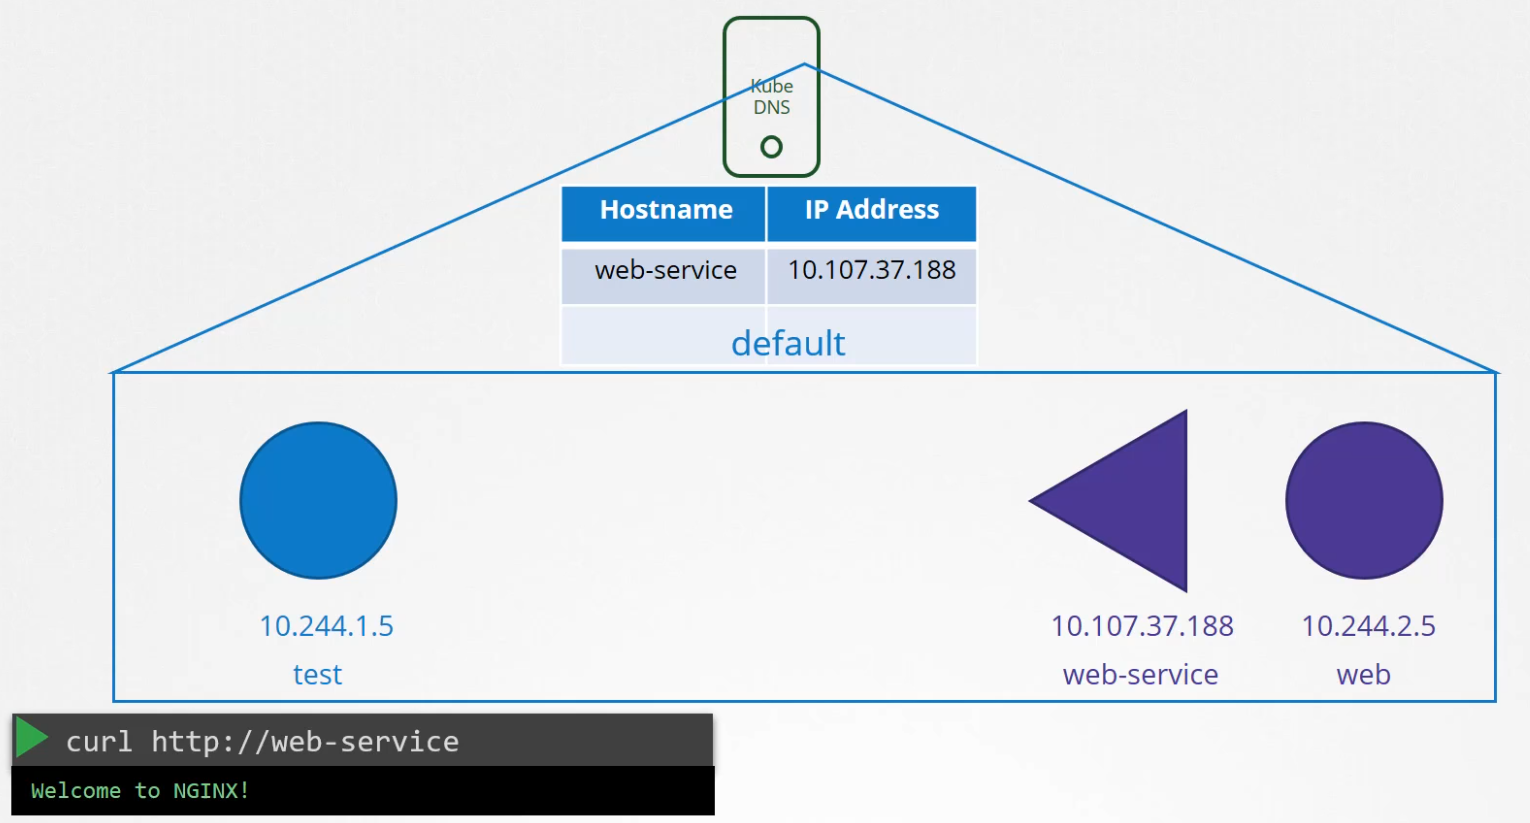 Kube
DNS
Hostname IP Address
web-service 10.107.37.188
default
10.244.1.5 10.107.37.188 10.244.2.5
test web-service web
curl http://web-service
Welcome to NGINX!